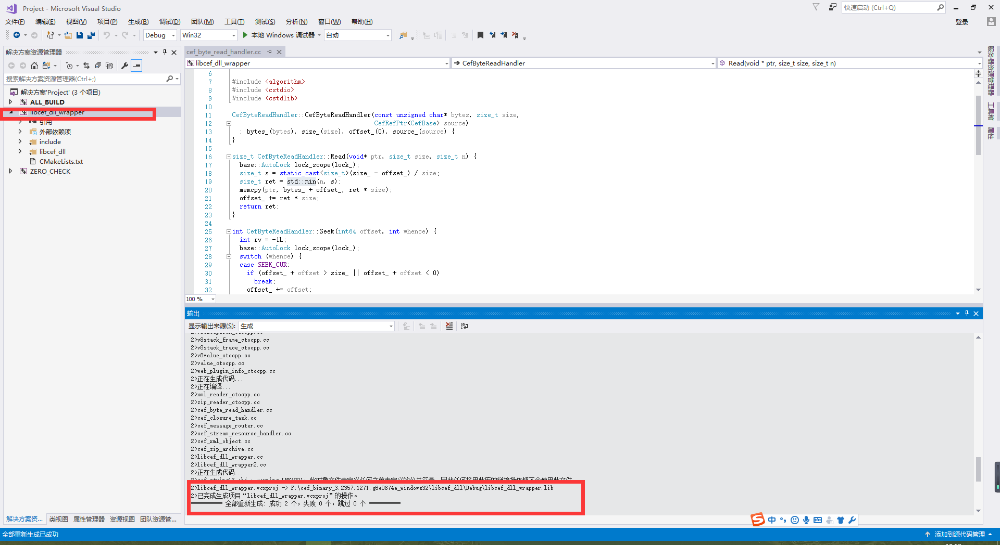 Project - Microsoft Visual Studio
快速启动 (Ctrl+Q)
文件(F) 编辑(E) 视图(V) 项目(P) 生成(B) 调试(D) 团队(M) 工具(T) 测试(S) 分析(N) 窗口(W) 帮助(H)
登录
Debug Win32 本地 Windows 调试器 自动
解决方案资源管理器
搜索解决方案资源管理器(Ctrl+;)
解决方案'Project' (3 个项目)
ALL_BUILD
libcef_dll_wrapper
引用
外部依赖项
include
libcef_dll
CMakeLists.txt
ZERO_CHECK
解决方案资... 类视图 属性管理器 资源视图 团队资源管...
cef_byte_read_handler.cc
libcef_dll_wrapper CefByteReadHandler Read(void * ptr, size_t size, size_t n)
6
7 #include <algorithm>
8 #include <cstdio>
9 #include <cstdlib>
10
11 CefByteReadHandler::CefByteReadHandler(const unsigned char* bytes, size_t size,
12 CefRefPtr<CefBase> source)
13 : bytes_(bytes), size_(size), offset_(0), source_(source) {
14 }
15
16 size_t CefByteReadHandler::Read(void* ptr, size_t size, size_t n) {
17 base::AutoLock lock_scope(lock_);
18 size_t s = static_cast<size_t>(size_ - offset_) / size;
19 size_t ret = std::min(n, s);
20 memcpy(ptr, bytes_ + offset_, ret * size);
21 offset_ += ret * size;
22 return ret;
23 }
24
25 int CefByteReadHandler::Seek(int64 offset, int whence) {
26 int rv = -1L;
27 base::AutoLock lock_scope(lock_);
28 switch (whence) {
29 case SEEK_CUR:
30 if (offset_ + offset > size_ || offset_ + offset < 0)
31 break;
32 offset_ += offset;
100 %
服务器资源管理器
工具箱
属性
输出
显示输出来源(S): 生成
2>v8exception_ctocpp.cc
2>v8stack_frame_ctocpp.cc
2>v8stack_trace_ctocpp.cc
2>v8value_ctocpp.cc
2>value_ctocpp.cc
2>web_plugin_info_ctocpp.cc
2>正在生成代码...
2>正在编译...
2>xml_reader_ctocpp.cc
2>zip_reader_ctocpp.cc
2>cef_byte_read_handler.cc
2>cef_closure_task.cc
2>cef_message_router.cc
2>cef_stream_resource_handler.cc
2>cef_xml_object.cc
2>cef_zip_archive.cc
2>libcef_dll_wrapper.cc
2>libcef_dll_wrapper2.cc
2>正在生成代码...
2>cef_string16.obj : warning LNK4221: 此对象文件未定义任何之前未定义的公共符号，因此任何耗用此库的链接操作都不会使用此文件
2>libcef_dll_wrapper.vcxproj -> F:\cef_binary_3.2357.1271.g8e0674e_windows32\libcef_dll\Debug\libcef_dll_wrapper.lib
2>已完成生成项目“libcef_dll_wrapper.vcxproj”的操作。
========== 全部重新生成: 成功 2 个，失败 0 个，跳过 0 个 ==========
中
全部重新生成已成功
添加到源代码管理